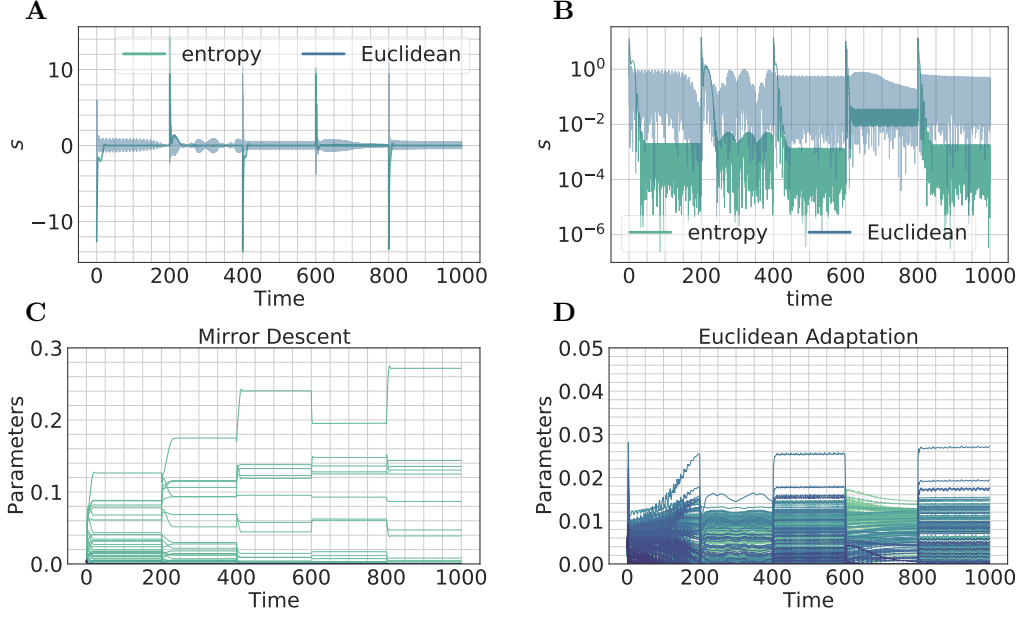 A
B
entropy Euclidean
10
0
−10
s
0 200 400 600 800 1000
Time
10⁰
10⁻²
10⁻⁴
10⁻⁶
s
entropy Euclidean
0 200 400 600 800 1000
time
C
D
Mirror Descent
0.3
0.2
0.1
0.0
Parameters
0 200 400 600 800 1000
Time
Euclidean Adaptation
0.05
0.04
0.03
0.02
0.01
0.00
Parameters
0 200 400 600 800 1000
Time